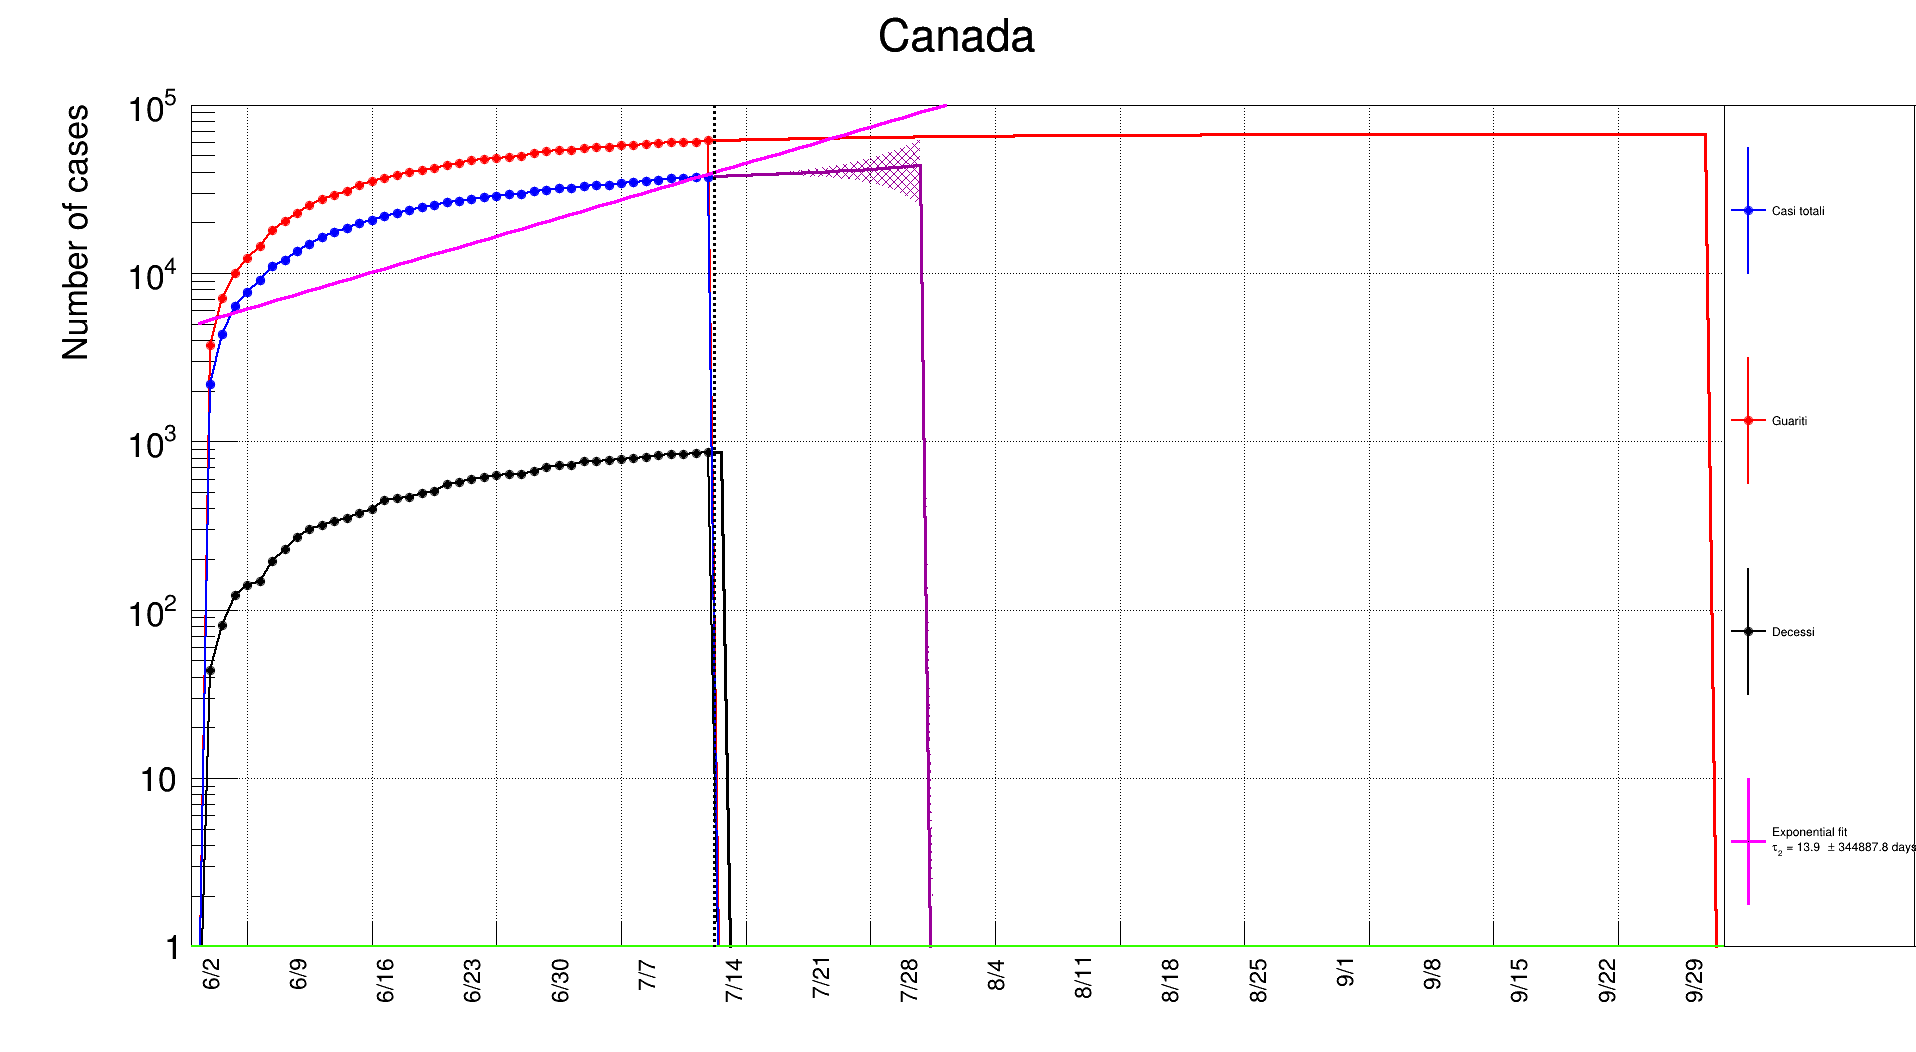 Canada
Number of cases
10^5
10^4
10^3
10^2
10
1
6/2 6/9 6/16 6/23 6/30 7/7 7/14 7/21 7/28 8/4 8/11 8/18 8/25 9/1 9/8 9/15 9/22 9/29
Casi totali
Guariti
Decessi
Exponential fit
τ_2 = 13.9 ± 344887.8 days